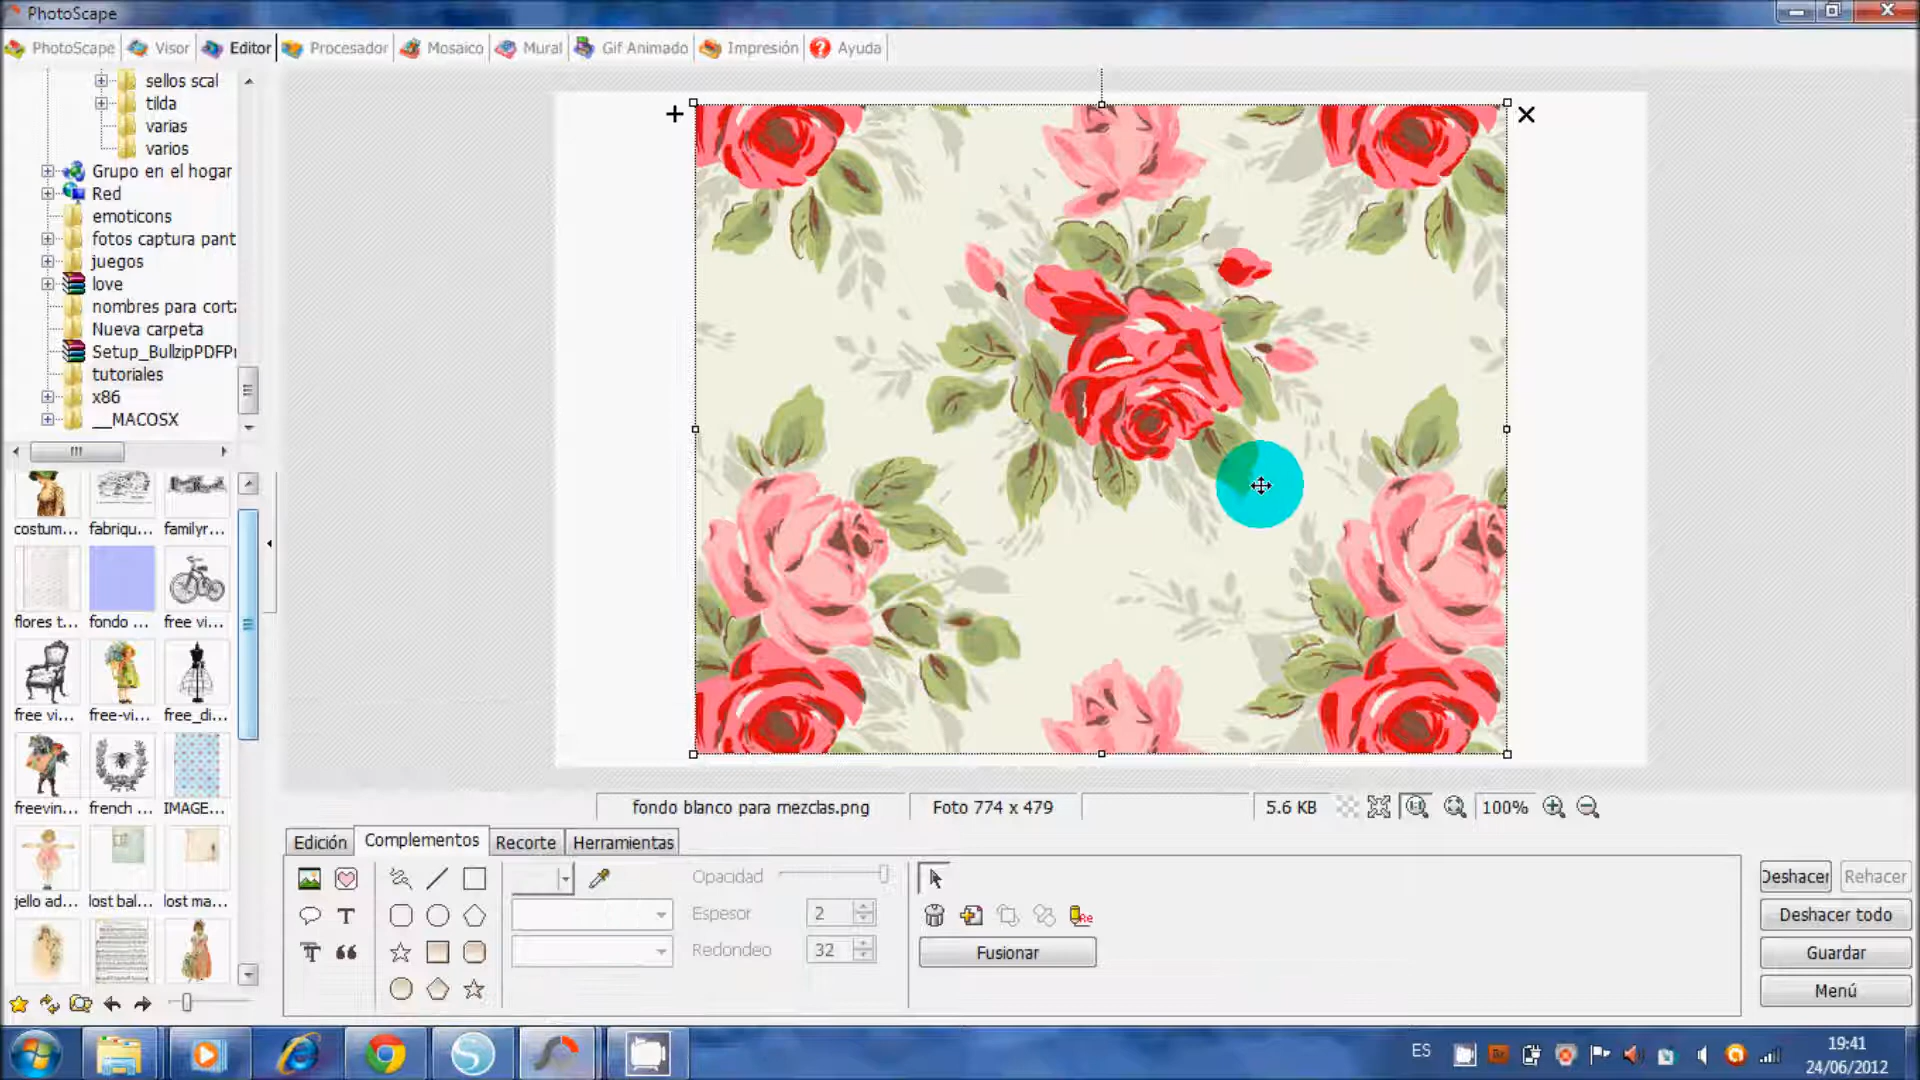 PhotoScape
PhotoScape
Visor
Editor
Procesador
Mosaico
Mural
Gif Animado
Impresión
Ayuda
sellos scal
tilda
varias
varios
Grupo en el hogar
Red
emoticons
fotos captura pant
juegos
love
nombres para corta
Nueva carpeta
Setup_BullzipPDFPr
tutoriales
x86
__MACOSX
costum... fabriqu... familyr...
flores t... fondo ... free vi...
free vi... free-vi... free_di...
freevin... french ... IMAGE...
jello ad... lost bal... lost ma...
fondo blanco para mezclas.png
Foto 774 x 479
5.6 KB
100%
Edición
Complementos
Recorte
Herramientas
Opacidad
Espesor 2
Redondeo 32
Re
Fusionar
Deshacer
Rehacer
Deshacer todo
Guardar
Menú
ES
19:41
24/06/2012